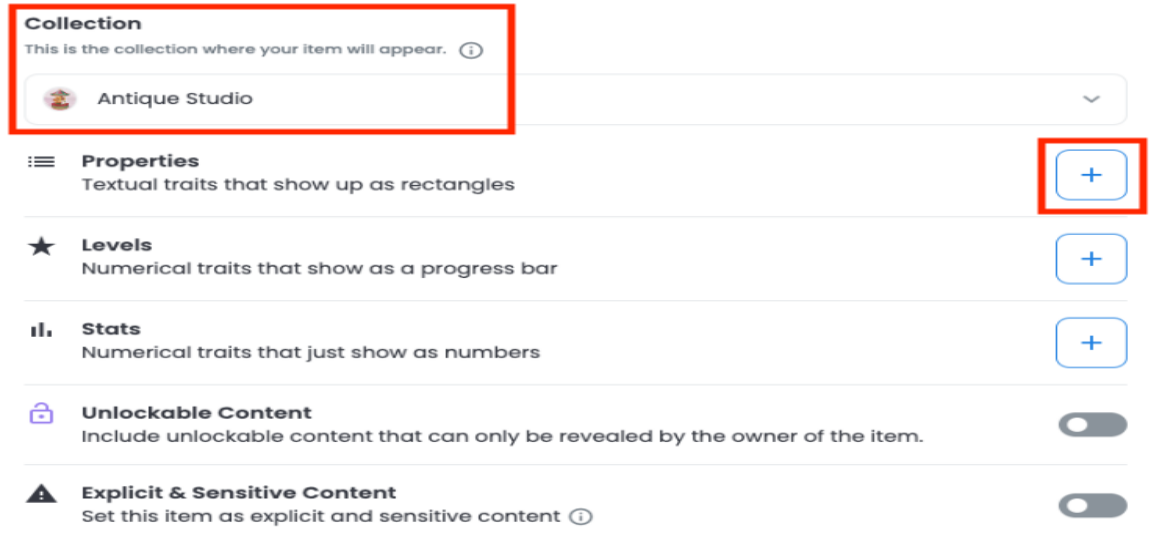 Collection
This is the collection where your item will appear.
Antique Studio
Properties
Textual traits that show up as rectangles
Levels
Numerical traits that show as a progress bar
Stats
Numerical traits that just show as numbers
Unlockable Content
Include unlockable content that can only be revealed by the owner of the item.
Explicit & Sensitive Content
Set this item as explicit and sensitive content